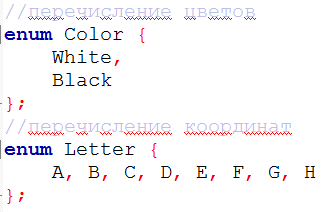 //перечисление цветов
enum Color {
    White,
    Black
};
//перечисление координат
enum Letter {
    A, B, C, D, E, F, G, H
};